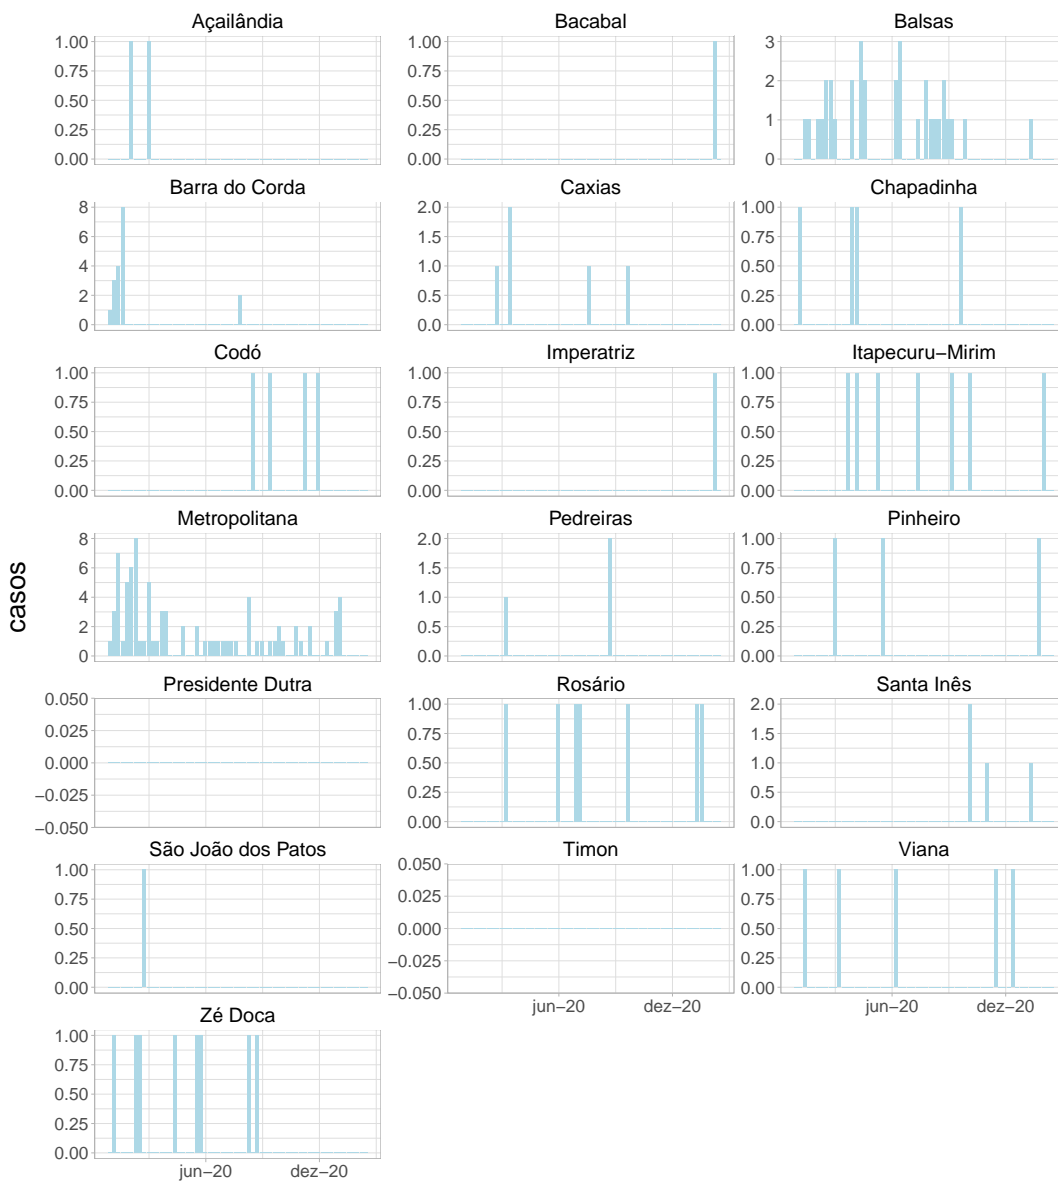 Açailândia Bacabal Balsas
1.00 1.00 3
0.75 0.75 2
0.50 0.50
0.25 0.25 1
0.00 0.00 0
Barra do Corda Caxias Chapadinha
8 2.0 1.00
6 1.5 0.75
4 1.0 0.50
2 0.5 0.25
0 0.0 0.00
Codó Imperatriz Itapecuru−Mirim
1.00 1.00 1.00
0.75 0.75 0.75
0.50 0.50 0.50
0.25 0.25 0.25
0.00 0.00 0.00
Metropolitana Pedreiras Pinheiro
8 2.0 1.00
6 1.5 0.75
4 1.0 0.50
2 0.5 0.25
0 0.0 0.00
casos
Presidente Dutra Rosário Santa Inês
0.050 1.00 2.0
0.025 0.75 1.5
0.000 0.50 1.0
−0.025 0.25 0.5
−0.050 0.00 0.0
São João dos Patos Timon Viana
1.00 0.050 1.00
0.75 0.025 0.75
0.50 0.000 0.50
0.25 −0.025 0.25
0.00 −0.050 0.00
jun−20 dez−20 jun−20 dez−20
Zé Doca
1.00
0.75
0.50
0.25
0.00
jun−20 dez−20